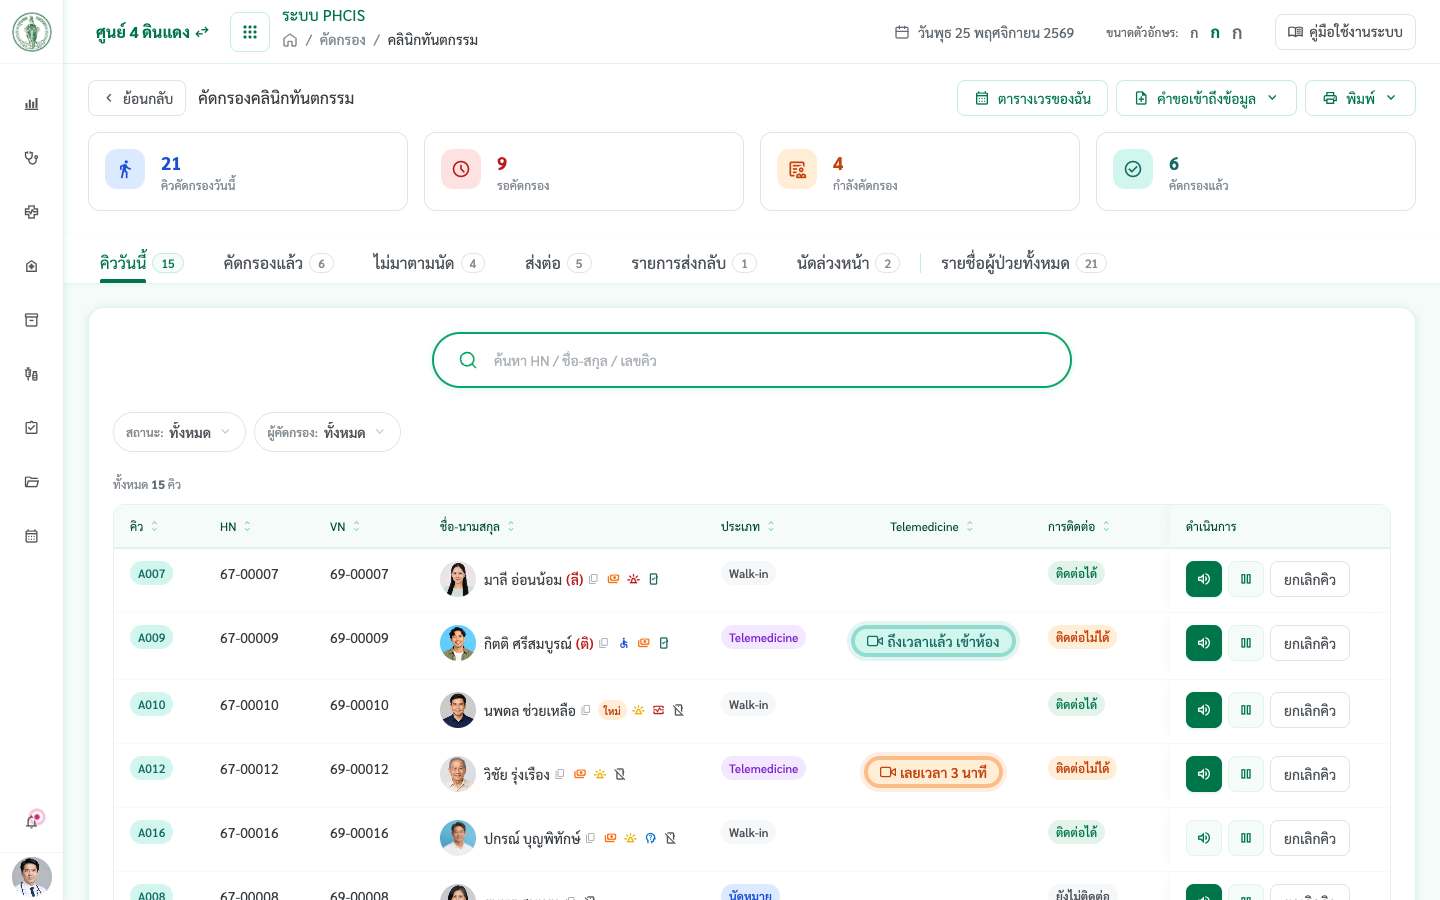 ศูนย์ 4 ดินแดง
ระบบ PHCIS
/ คัดกรอง / คลินิกทันตกรรม
วันพุธ 25 พฤศจิกายน 2569
ขนาดตัวอักษร: ก ก ก
คู่มือใช้งานระบบ
ย้อนกลับ
คัดกรองคลินิกทันตกรรม
ตารางเวรของฉัน
คำขอเข้าถึงข้อมูล
พิมพ์
21
คิวคัดกรองวันนี้
9
รอคัดกรอง
4
กำลังคัดกรอง
6
คัดกรองแล้ว
คิววันนี้ 15
คัดกรองแล้ว 6
ไม่มาตามนัด 4
ส่งต่อ 5
รายการส่งกลับ 1
นัดล่วงหน้า 2
รายชื่อผู้ป่วยทั้งหมด 21
ค้นหา HN / ชื่อ-สกุล / เลขคิว
สถานะ: ทั้งหมด
ผู้คัดกรอง: ทั้งหมด
ทั้งหมด 15 คิว
คิว HN VN ชื่อ-นามสกุล ประเภท Telemedicine การติดต่อ ดำเนินการ
A007 67-00007 69-00007 มาลี อ่อนน้อม (ลี) Walk-in ติดต่อได้ ยกเลิกคิว
A009 67-00009 69-00009 กิตติ ศรีสมบูรณ์ (ติ) Telemedicine ถึงเวลาแล้ว เข้าห้อง ติดต่อไม่ได้ ยกเลิกคิว
A010 67-00010 69-00010 นพดล ช่วยเหลือ ใหม่ Walk-in ติดต่อได้ ยกเลิกคิว
A012 67-00012 69-00012 วิชัย รุ่งเรือง Telemedicine เลยเวลา 3 นาที ติดต่อไม่ได้ ยกเลิกคิว
A016 67-00016 69-00016 ปกรณ์ บุญพิทักษ์ Walk-in ติดต่อได้ ยกเลิกคิว
A008 67-00008 69-00008 นัดหมาย ยังไม่ติดต่อ